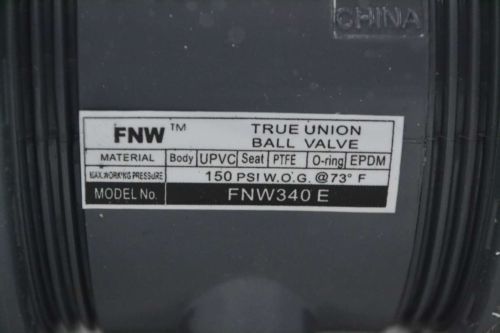 CHINA
FNW™ TRUE UNION
BALL VALVE
MATERIAL Body UPVC Seat PTFE O-ring EPDM
MAX.WORKING PRESSURE 150 PSI W.O.G. @73° F
MODEL No. FNW340 E